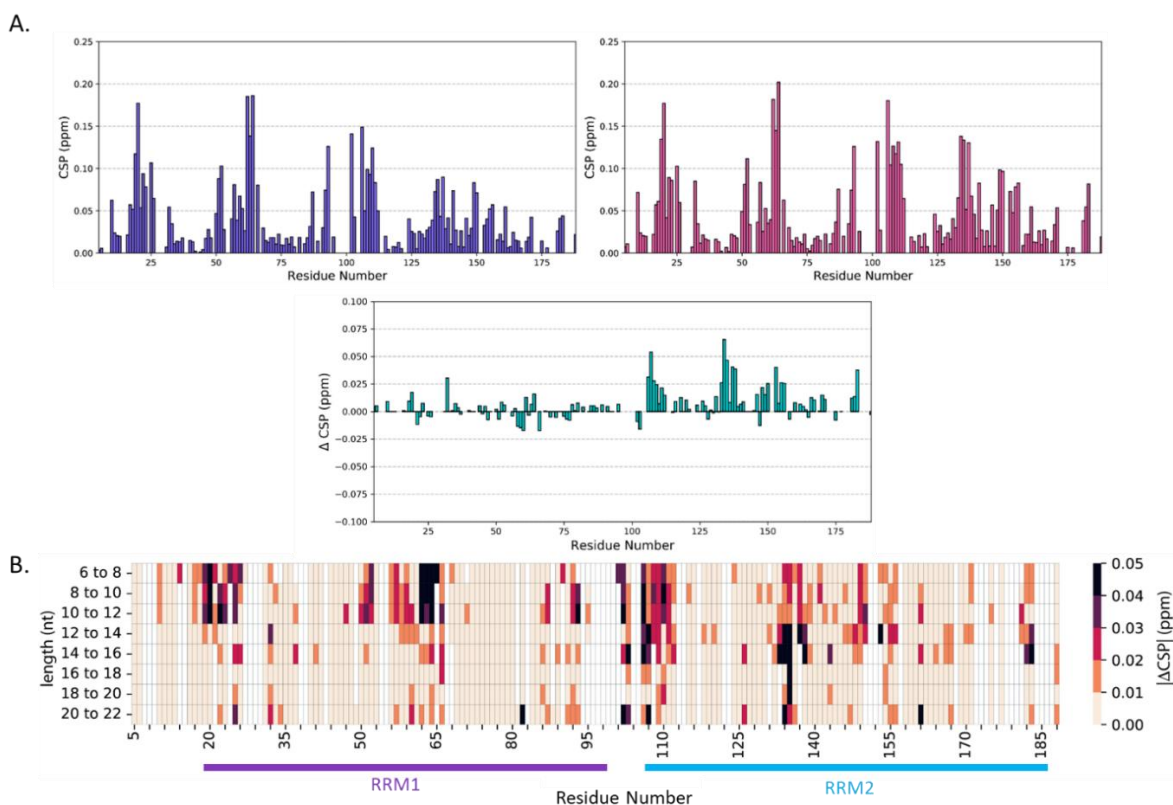 A.
0.25
0.20
0.15
0.10
0.05
0.00
CSP (ppm)
25 50 75 100 125 150 175
Residue Number
0.25
0.20
0.15
0.10
0.05
0.00
CSP (ppm)
25 50 75 100 125 150 175
Residue Number
0.100
0.075
0.050
0.025
0.000
−0.025
−0.050
−0.075
−0.100
Δ CSP (ppm)
25 50 75 100 125 150 175
Residue Number
B.
length (nt)
6 to 8
8 to 10
10 to 12
12 to 14
14 to 16
16 to 18
18 to 20
20 to 22
5 20 35 50 65 80 95 110 125 140 155 170 185
0.05
0.04
0.03
0.02
0.01
0.00
|ΔCSP| (ppm)
RRM1
RRM2
Residue Number